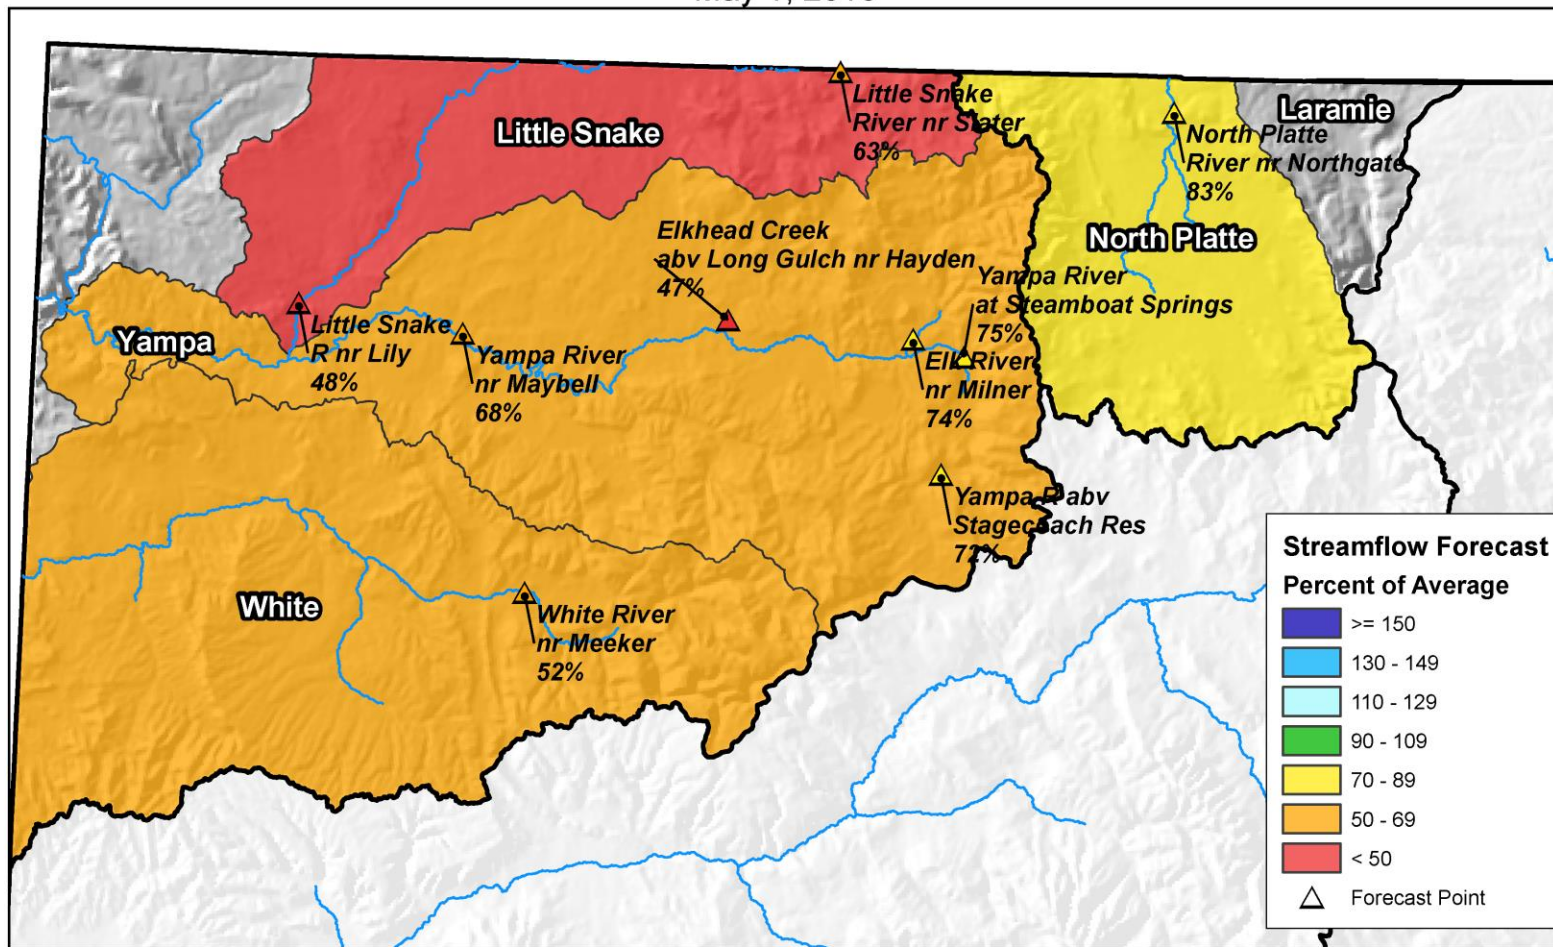 Little Snake
Little Snake
River nr Slater
63%
Laramie
North Platte
River nr Northgate
83%
North Platte
Elkhead Creek
abv Long Gulch nr Hayden
47%
Yampa River
at Steamboat Springs
75%
Yampa
Little Snake
R nr Lily
48%
Yampa River
nr Maybell
68%
Elk River
nr Milner
74%
Yampa R abv
Stagecoach Res
72%
White
White River
nr Meeker
52%
Streamflow Forecast
Percent of Average
>= 150
130 - 149
110 - 129
90 - 109
70 - 89
50 - 69
< 50
Forecast Point